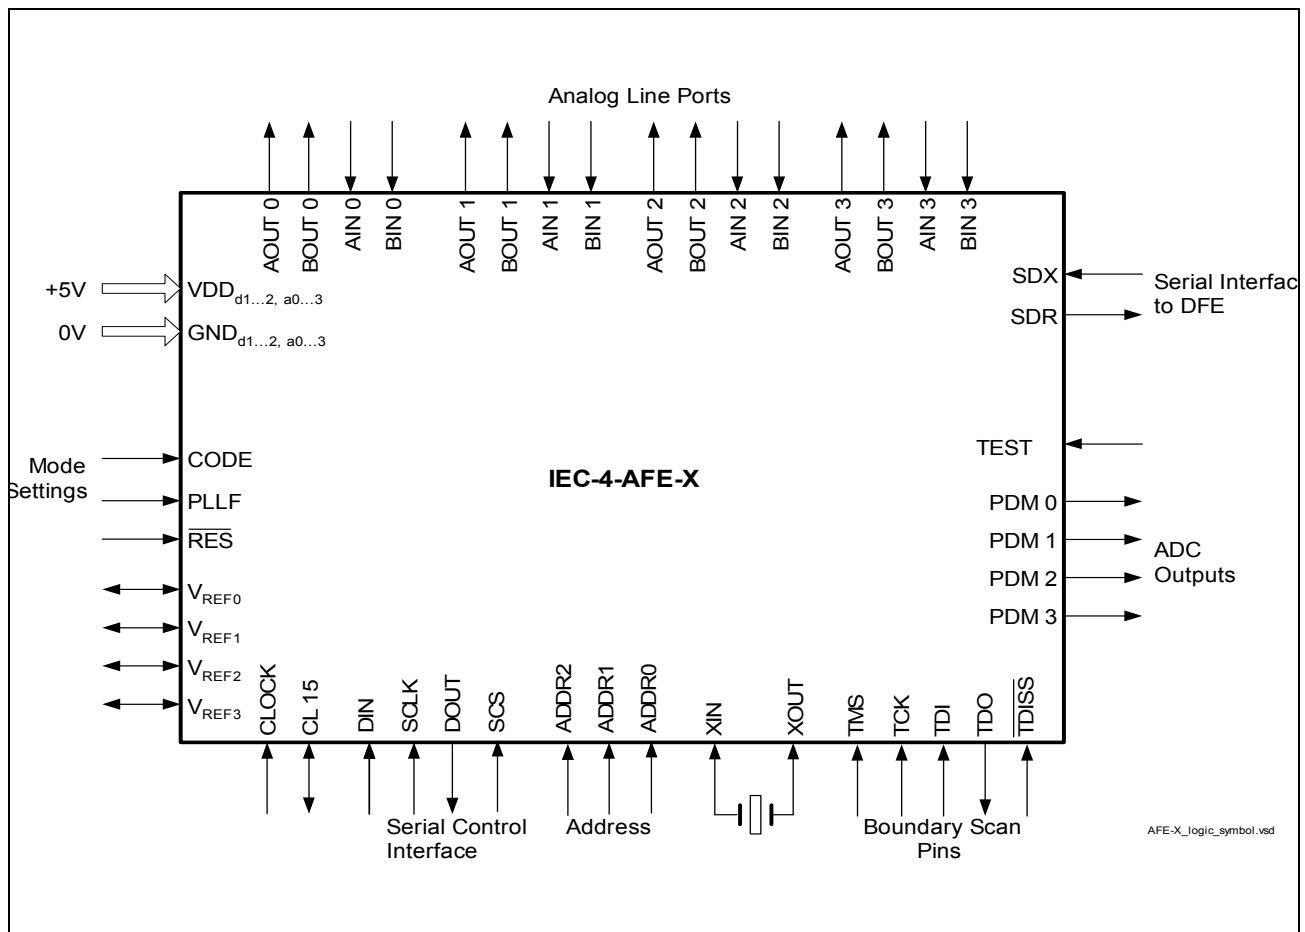 Analog Line Ports
AOUT 0
BOUT 0
AIN 0
BIN 0
AOUT 1
BOUT 1
AIN 1
BIN 1
AOUT 2
BOUT 2
AIN 2
BIN 2
AOUT 3
BOUT 3
AIN 3
BIN 3
+5V
VDD d1...2, a0...3
0V
GND d1...2, a0...3
SDX
SDR
Serial Interfac
to DFE
Mode
Settings
CODE
PLLF
RES
IEC-4-AFE-X
TEST
PDM 0
PDM 1
PDM 2
PDM 3
ADC
Outputs
VREF0
VREF1
VREF2
VREF3
CLOCK
CL 15
DIN
SCLK
DOUT
SCS
ADDR2
ADDR1
ADDR0
XIN
XOUT
TMS
TCK
TDI
TDO
TDISS
Serial Control
Interface
Address
Boundary Scan
Pins
AFE-X_logic_symbol.vsd